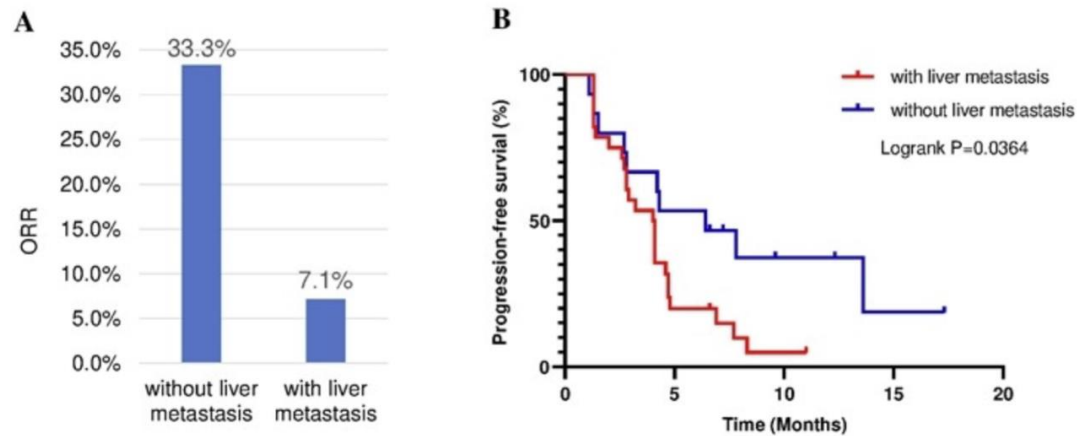 A
35.0%
30.0%
25.0%
20.0%
15.0%
10.0%
5.0%
0.0%
ORR
33.3%
7.1%
without liver
metastasis
with liver
metastasis
B
Progression-free survial (%)
100
50
0
0
5
10
15
20
Time (Months)
with liver metastasis
without liver metastasis
Logrank P=0.0364